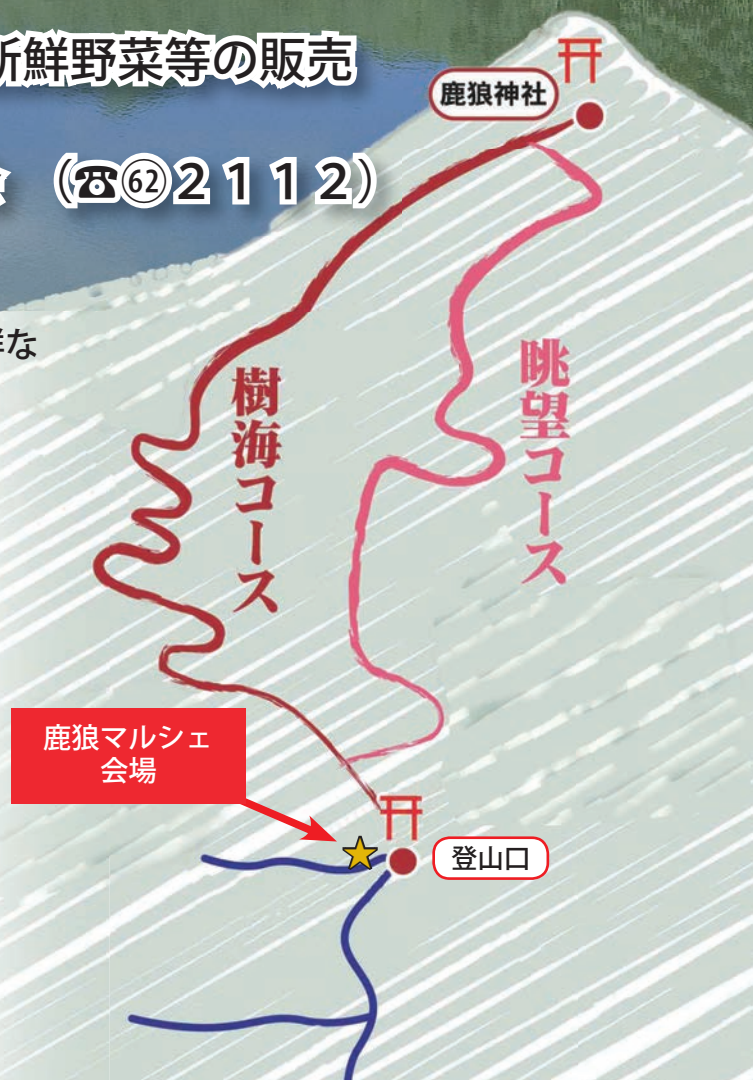 新鮮野菜等の販売
鹿狼神社
（☎㊷２１１２）
樹海コース
眺望コース
鹿狼マルシェ
会場
登山口